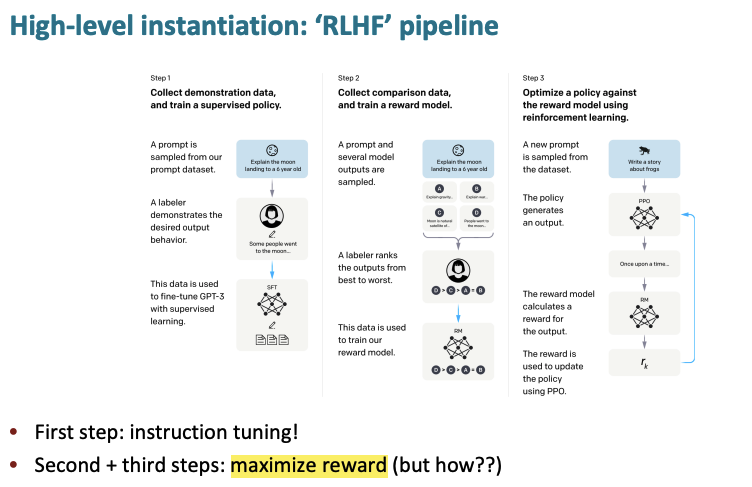 High-level instantiation: 'RLHF' pipeline
Step 1
Collect demonstration data,
and train a supervised policy.
A prompt is
sampled from our
prompt dataset.
Explain the moon
landing to a 6 year old
A labeler
demonstrates the
desired output
behavior.
Some people went
to the moon...
This data is used
to fine-tune GPT-3
with supervised
learning.
SFT
Step 2
Collect comparison data,
and train a reward model.
A prompt and
several model
outputs are
sampled.
Explain the moon
landing to a 6 year old
A
Explain gravity...
B
Explain war...
C
Moon is natural
satellite of...
D
People went to
the moon...
A labeler ranks
the outputs from
best to worst.
D > C > A = B
This data is used
to train our
reward model.
RM
D > C > A = B
Step 3
Optimize a policy against
the reward model using
reinforcement learning.
A new prompt
is sampled from
the dataset.
Write a story
about frogs
The policy
generates
an output.
PPO
Once upon a time...
The reward model
calculates a
reward for
the output.
RM
The reward is
used to update
the policy
using PPO.
rk
• First step: instruction tuning!
• Second + third steps: maximize reward (but how??)